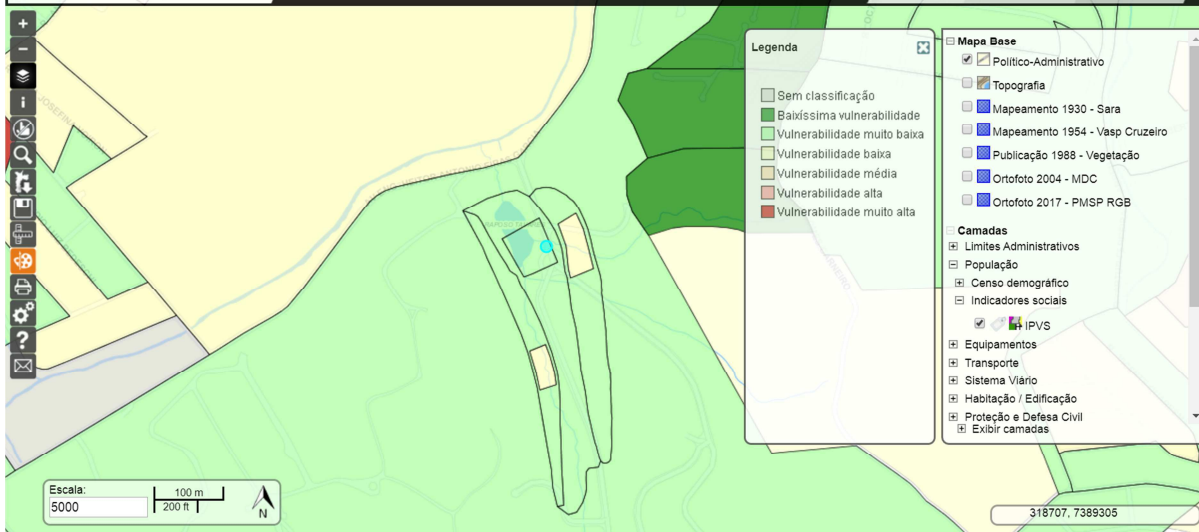 Legenda
Sem classificação
Baixíssima vulnerabilidade
Vulnerabilidade muito baixa
Vulnerabilidade baixa
Vulnerabilidade média
Vulnerabilidade alta
Vulnerabilidade muito alta
Mapa Base
Político-Administrativo
Topografia
Mapeamento 1930 - Sara
Mapeamento 1954 - Vasp Cruzeiro
Publicação 1988 - Vegetação
Ortofoto 2004 - MDC
Ortofoto 2017 - PMSP RGB
Camadas
Limites Administrativos
População
Censo demográfico
Indicadores sociais
IPVS
Equipamentos
Transporte
Sistema Viário
Habitação / Edificação
Proteção e Defesa Civil
Exibir camadas
Escala:
5000
100 m
200 ft
N
318707, 7389305